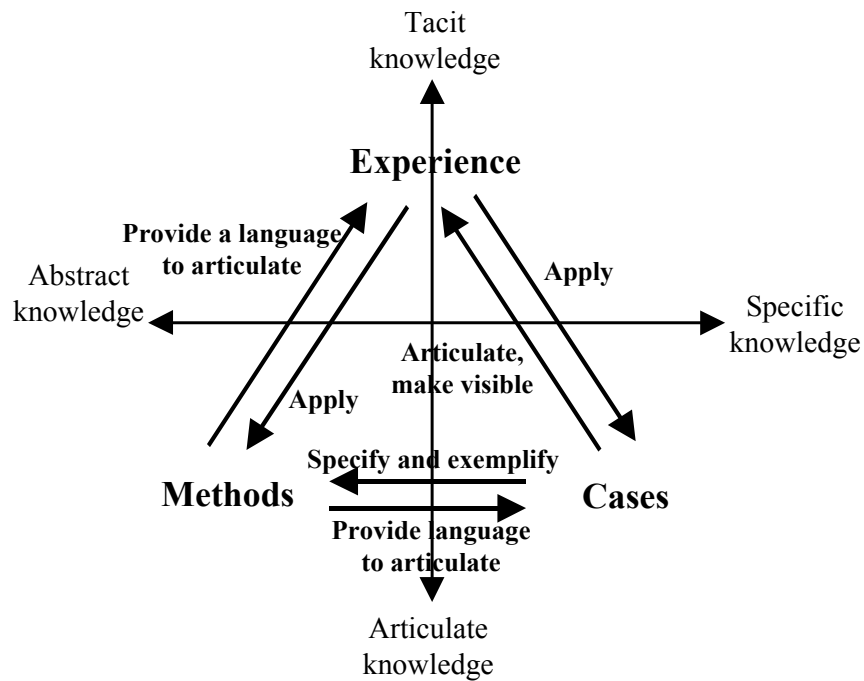 Tacit
knowledge
Experience
Provide a language
to articulate
Apply
Abstract
knowledge
Specific
knowledge
Articulate,
make visible
Apply
Specify and exemplify
Methods
Cases
Provide language
to articulate
Articulate
knowledge